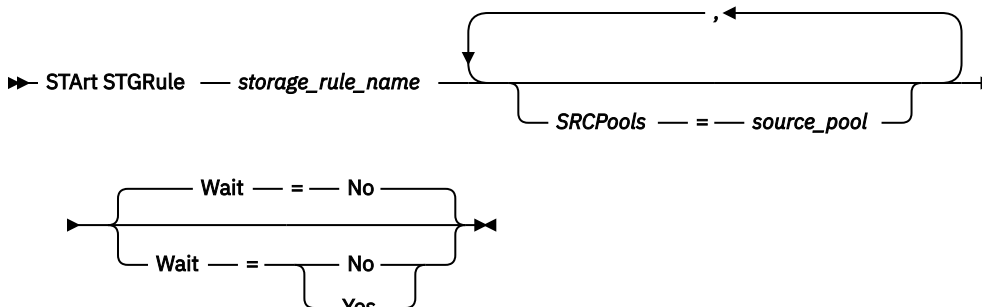 ,
STArt STGRule storage_rule_name
SRCPools = source_pool
Wait = No
Wait = No
Yes